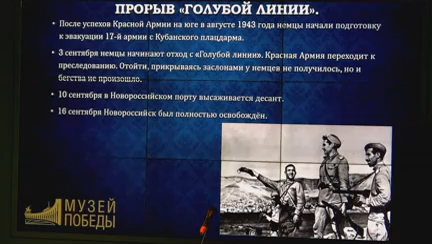 ПРОРЫВ «ГОЛУБОЙ ЛИНИИ».
• После успехов Красной Армии на юге в августе 1943 года немцы начали подготовку
к эвакуации 17-й армии с Кубанского плацдарма.
• 3 сентября немцы начинают отход с «Голубой линии». Красная Армия переходит к
преследованию. Отойти, прикрываясь заслонами у немцев не получилось, но и
бегства не произошло.
• 10 сентября в Новороссийском порту высаживается десант.
• 16 сентября Новороссийск был полностью освобождён.
МУЗЕЙ
ПОБЕДЫ